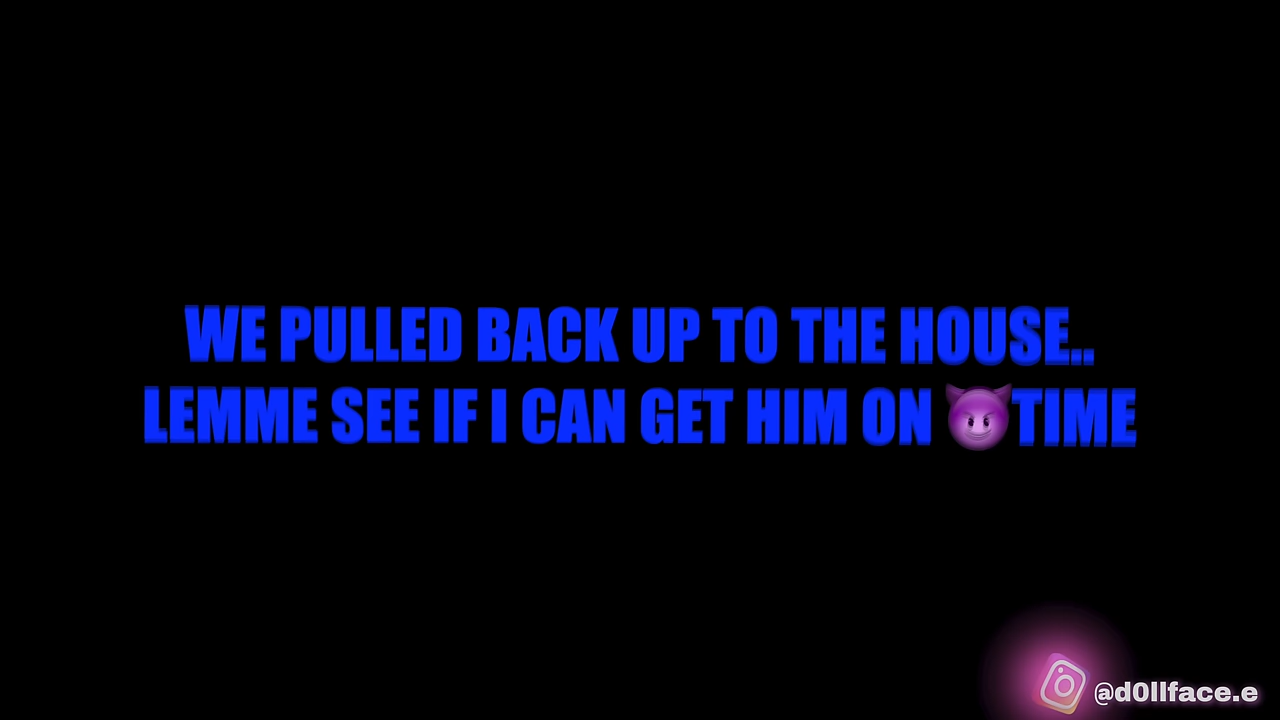 WE PULLED BACK UP TO THE HOUSE..
LEMME SEE IF I CAN GET HIM ON 😈TIME
@d0llface.e